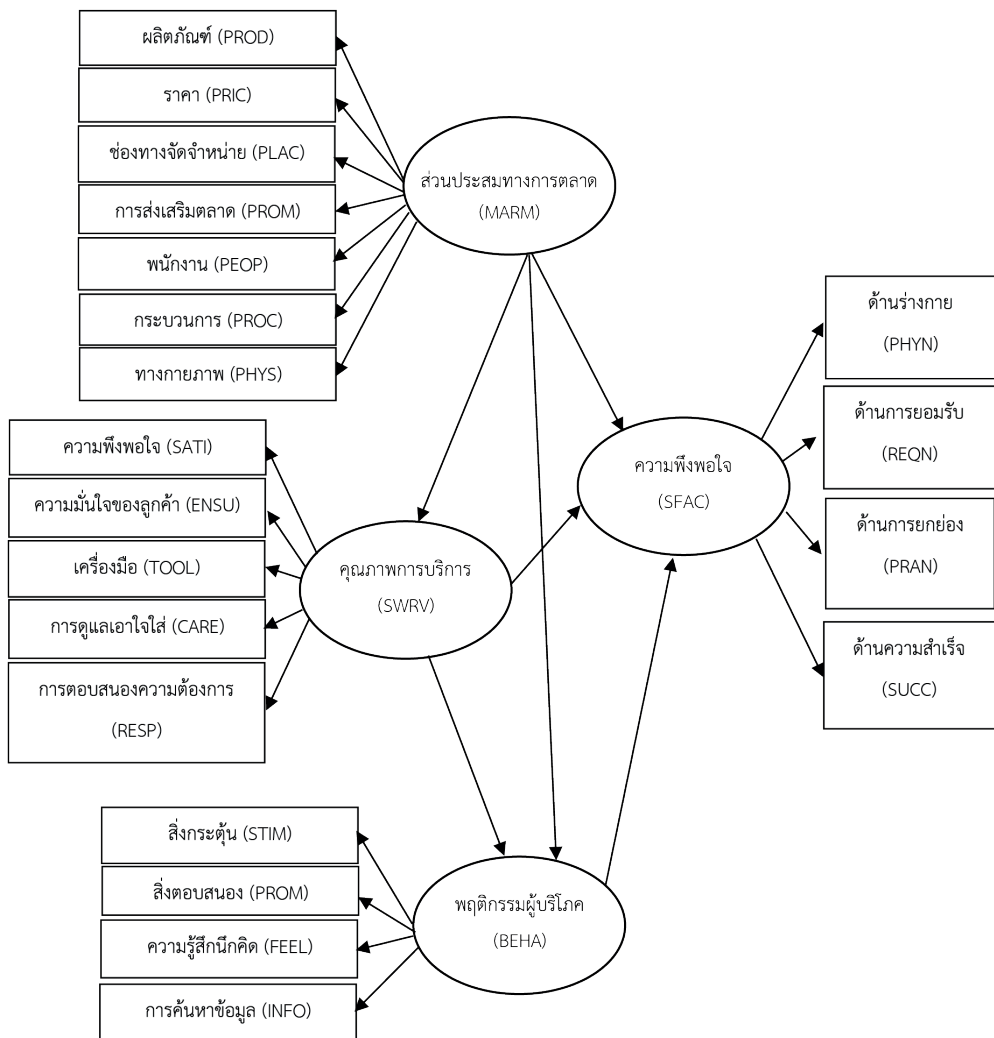 ผลิตภัณฑ์ (PROD)
ราคา (PRIC)
ช่องทางจัดจำหน่าย (PLAC)
การส่งเสริมตลาด (PROM)
พนักงาน (PEOP)
กระบวนการ (PROC)
ทางกายภาพ (PHYS)
ส่วนประสมทางการตลาด
(MARM)
ความพึงพอใจ (SATI)
ความมั่นใจของลูกค้า (ENSU)
เครื่องมือ (TOOL)
การดูแลเอาใจใส่ (CARE)
การตอบสนองความต้องการ
(RESP)
คุณภาพการบริการ
(SWRV)
ความพึงพอใจ
(SFAC)
ด้านร่างกาย
(PHYN)
ด้านการยอมรับ
(REQN)
ด้านการยกย่อง
(PRAN)
ด้านความสำเร็จ
(SUCC)
สิ่งกระตุ้น (STIM)
สิ่งตอบสนอง (PROM)
ความรู้สึกนึกคิด (FEEL)
การค้นหาข้อมูล (INFO)
พฤติกรรมผู้บริโภค
(BEHA)